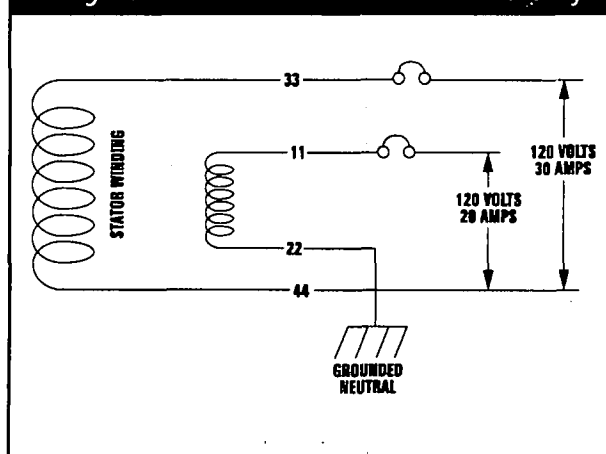 33
120 VOLTS
30 AMPS
11
120 VOLTS
20 AMPS
STATOR WINDING
22
44
GROUNDED
NEUTRAL